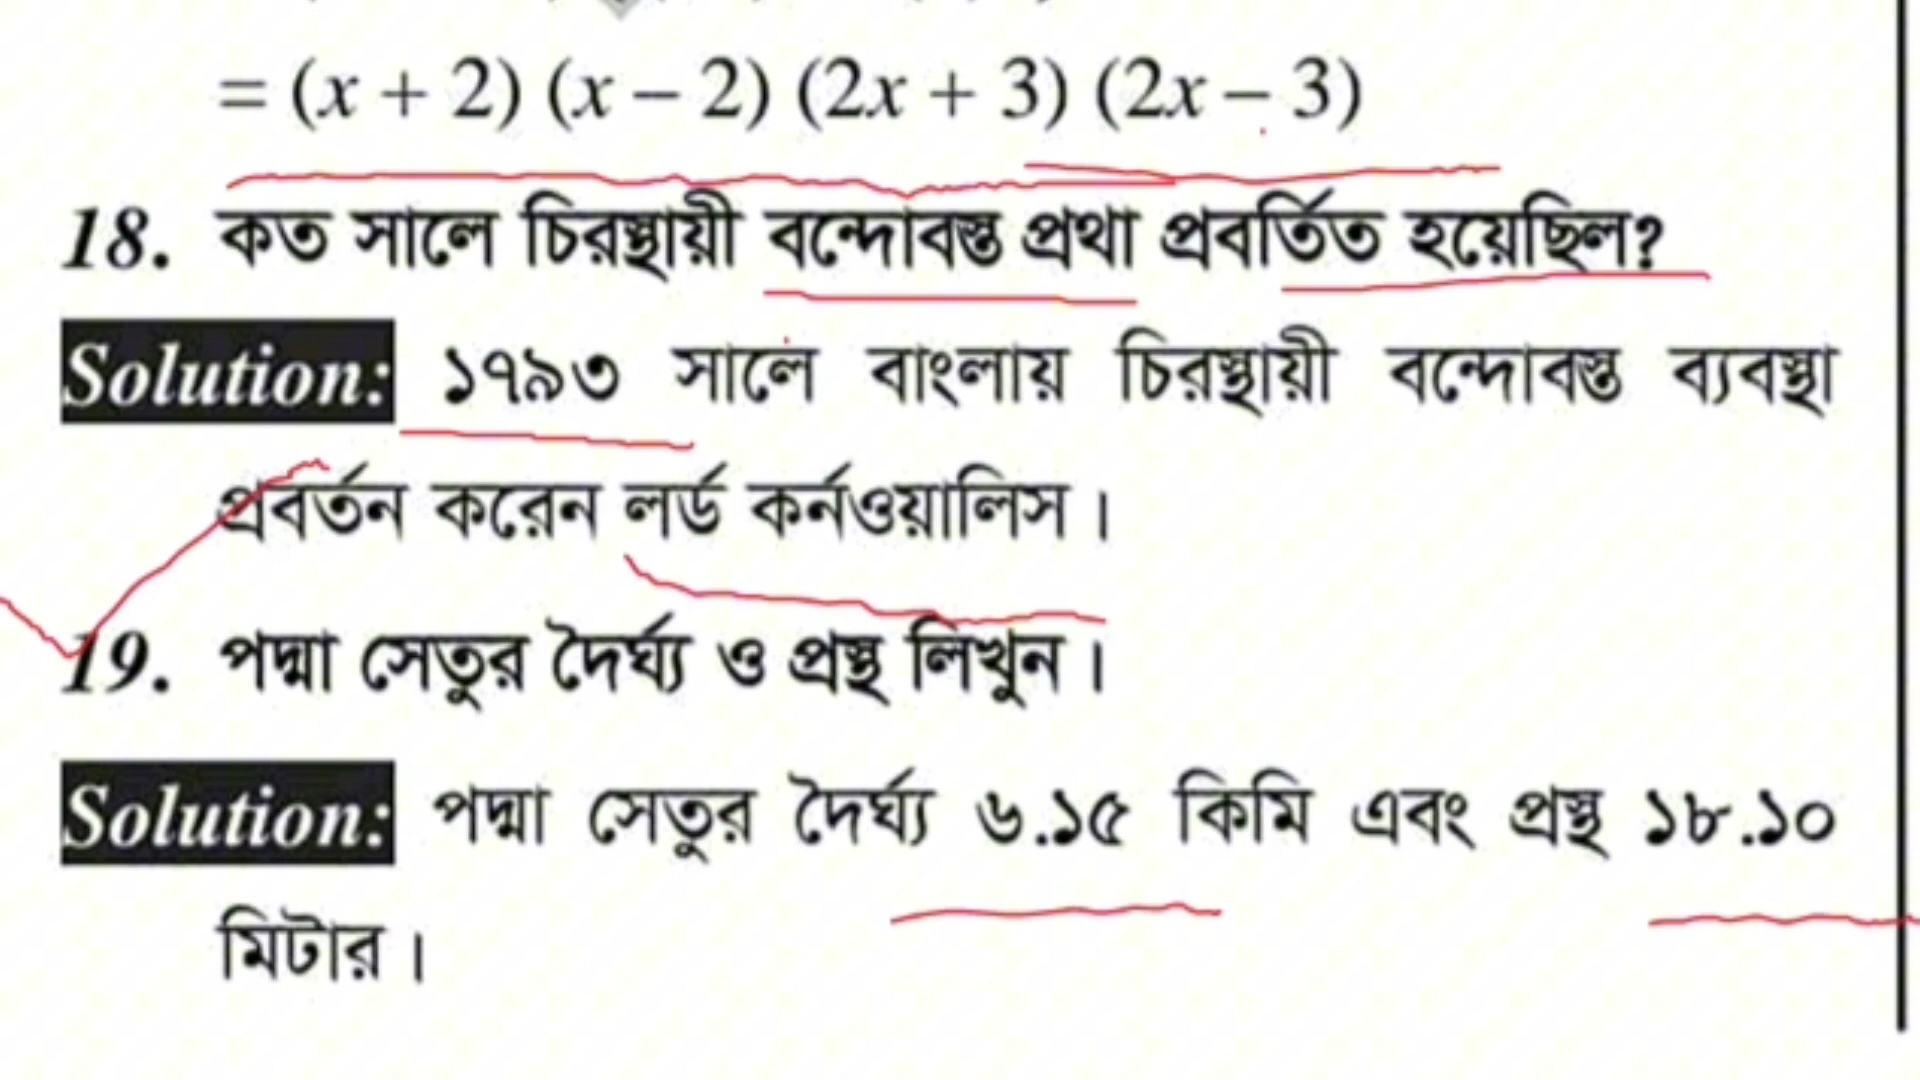 = (x + 2) (x – 2) (2x + 3) (2x – 3)
18. কত সালে চিরস্থায়ী বন্দোবস্ত প্রথা প্রবর্তিত হয়েছিল?
Solution: ১৭৯৩ সালে বাংলায় চিরস্থায়ী বন্দোবস্ত ব্যবস্থা
প্রবর্তন করেন লর্ড কর্নওয়ালিস।
19. পদ্মা সেতুর দৈর্ঘ্য ও প্রস্থ লিখুন।
Solution: পদ্মা সেতুর দৈর্ঘ্য ৬.১৫ কিমি এবং প্রস্থ ১৮.১০
মিটার।